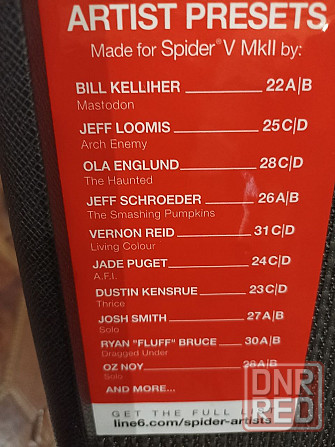 ARTIST PRESETS,
Made for Spider® V MkII by:
BILL KELLIHER 22A|B
Mastodon
JEFF LOOMIS 25C|D
Arch Enemy
OLA ENGLUND 28C|D
The Haunted
JEFF SCHROEDER 26A|B
The Smashing Pumpkins
VERNON REID 31C|D
Living Colour
JADE PUGET 24C|D
A.F.I.
DUSTIN KENSRUE 23C|D
Thrice
JOSH SMITH 27A|B
Solo
RYAN "FLUFF" BRUCE 30A|B
Dragged Under
OZ NOY 28A|B
Solo
AND MORE...
GET THE FULL LIST
line6.com/spider-artists
DNR
RED